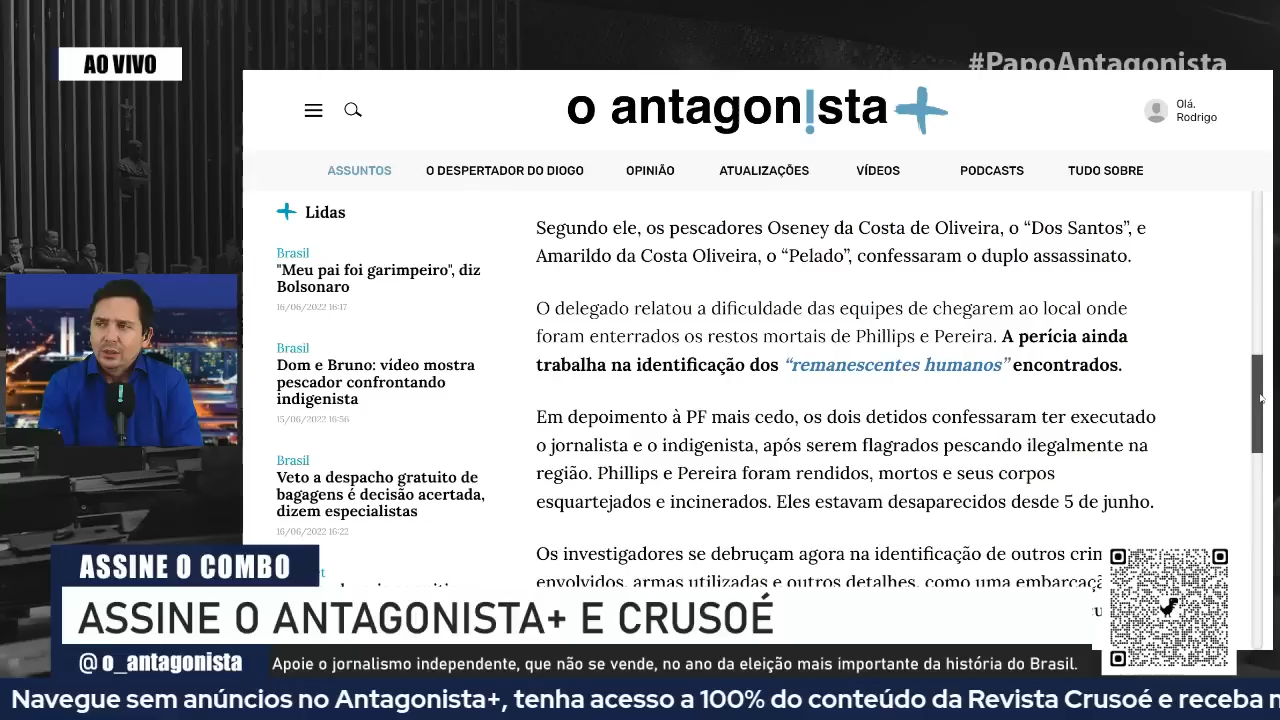 AO VIVO
#PapoAntagonista
o antagon!sta
Olá.
Rodrigo
ASSUNTOS
O DESPERTADOR DO DIOGO
OPINIÃO
ATUALIZAÇÕES
VÍDEOS
PODCASTS
TUDO SOBRE
Lidas
Brasil
"Meu pai foi garimpeiro", diz
Bolsonaro
16/06/2022 16:17
Brasil
Dom e Bruno: vídeo mostra
pescador confrontando
indigenista
15/06/2022 16:56
Brasil
Veto a despacho gratuito de
bagagens é decisão acertada,
dizem especialistas
16/06/2022 16:22
Segundo ele, os pescadores Oseney da Costa de Oliveira, o “Dos Santos”, e
Amarildo da Costa Oliveira, o “Pelado”, confessaram o duplo assassinato.
O delegado relatou a dificuldade das equipes de chegarem ao local onde
foram enterrados os restos mortais de Phillips e Pereira. A perícia ainda
trabalha na identificação dos “remanescentes humanos” encontrados.
Em depoimento à PF mais cedo, os dois detidos confessaram ter executado
o jornalista e o indigenista, após serem flagrados pescando ilegalmente na
região. Phillips e Pereira foram rendidos, mortos e seus corpos
esquartejados e incinerados. Eles estavam desaparecidos desde 5 de junho.
Os investigadores se debruçam agora na identificação de outros crim
envolvidos, armas utilizadas e outros detalhes, como uma embarcaç
ASSINE O COMBO
ASSINE O ANTAGONISTA+ E CRUSOÉ
@o_antagonista
Apoie o jornalismo independente, que não se vende, no ano da eleição mais importante da história do Brasil.
Navegue sem anúncios no Antagonista+, tenha acesso a 100% do conteúdo da Revista Crusoé e receba